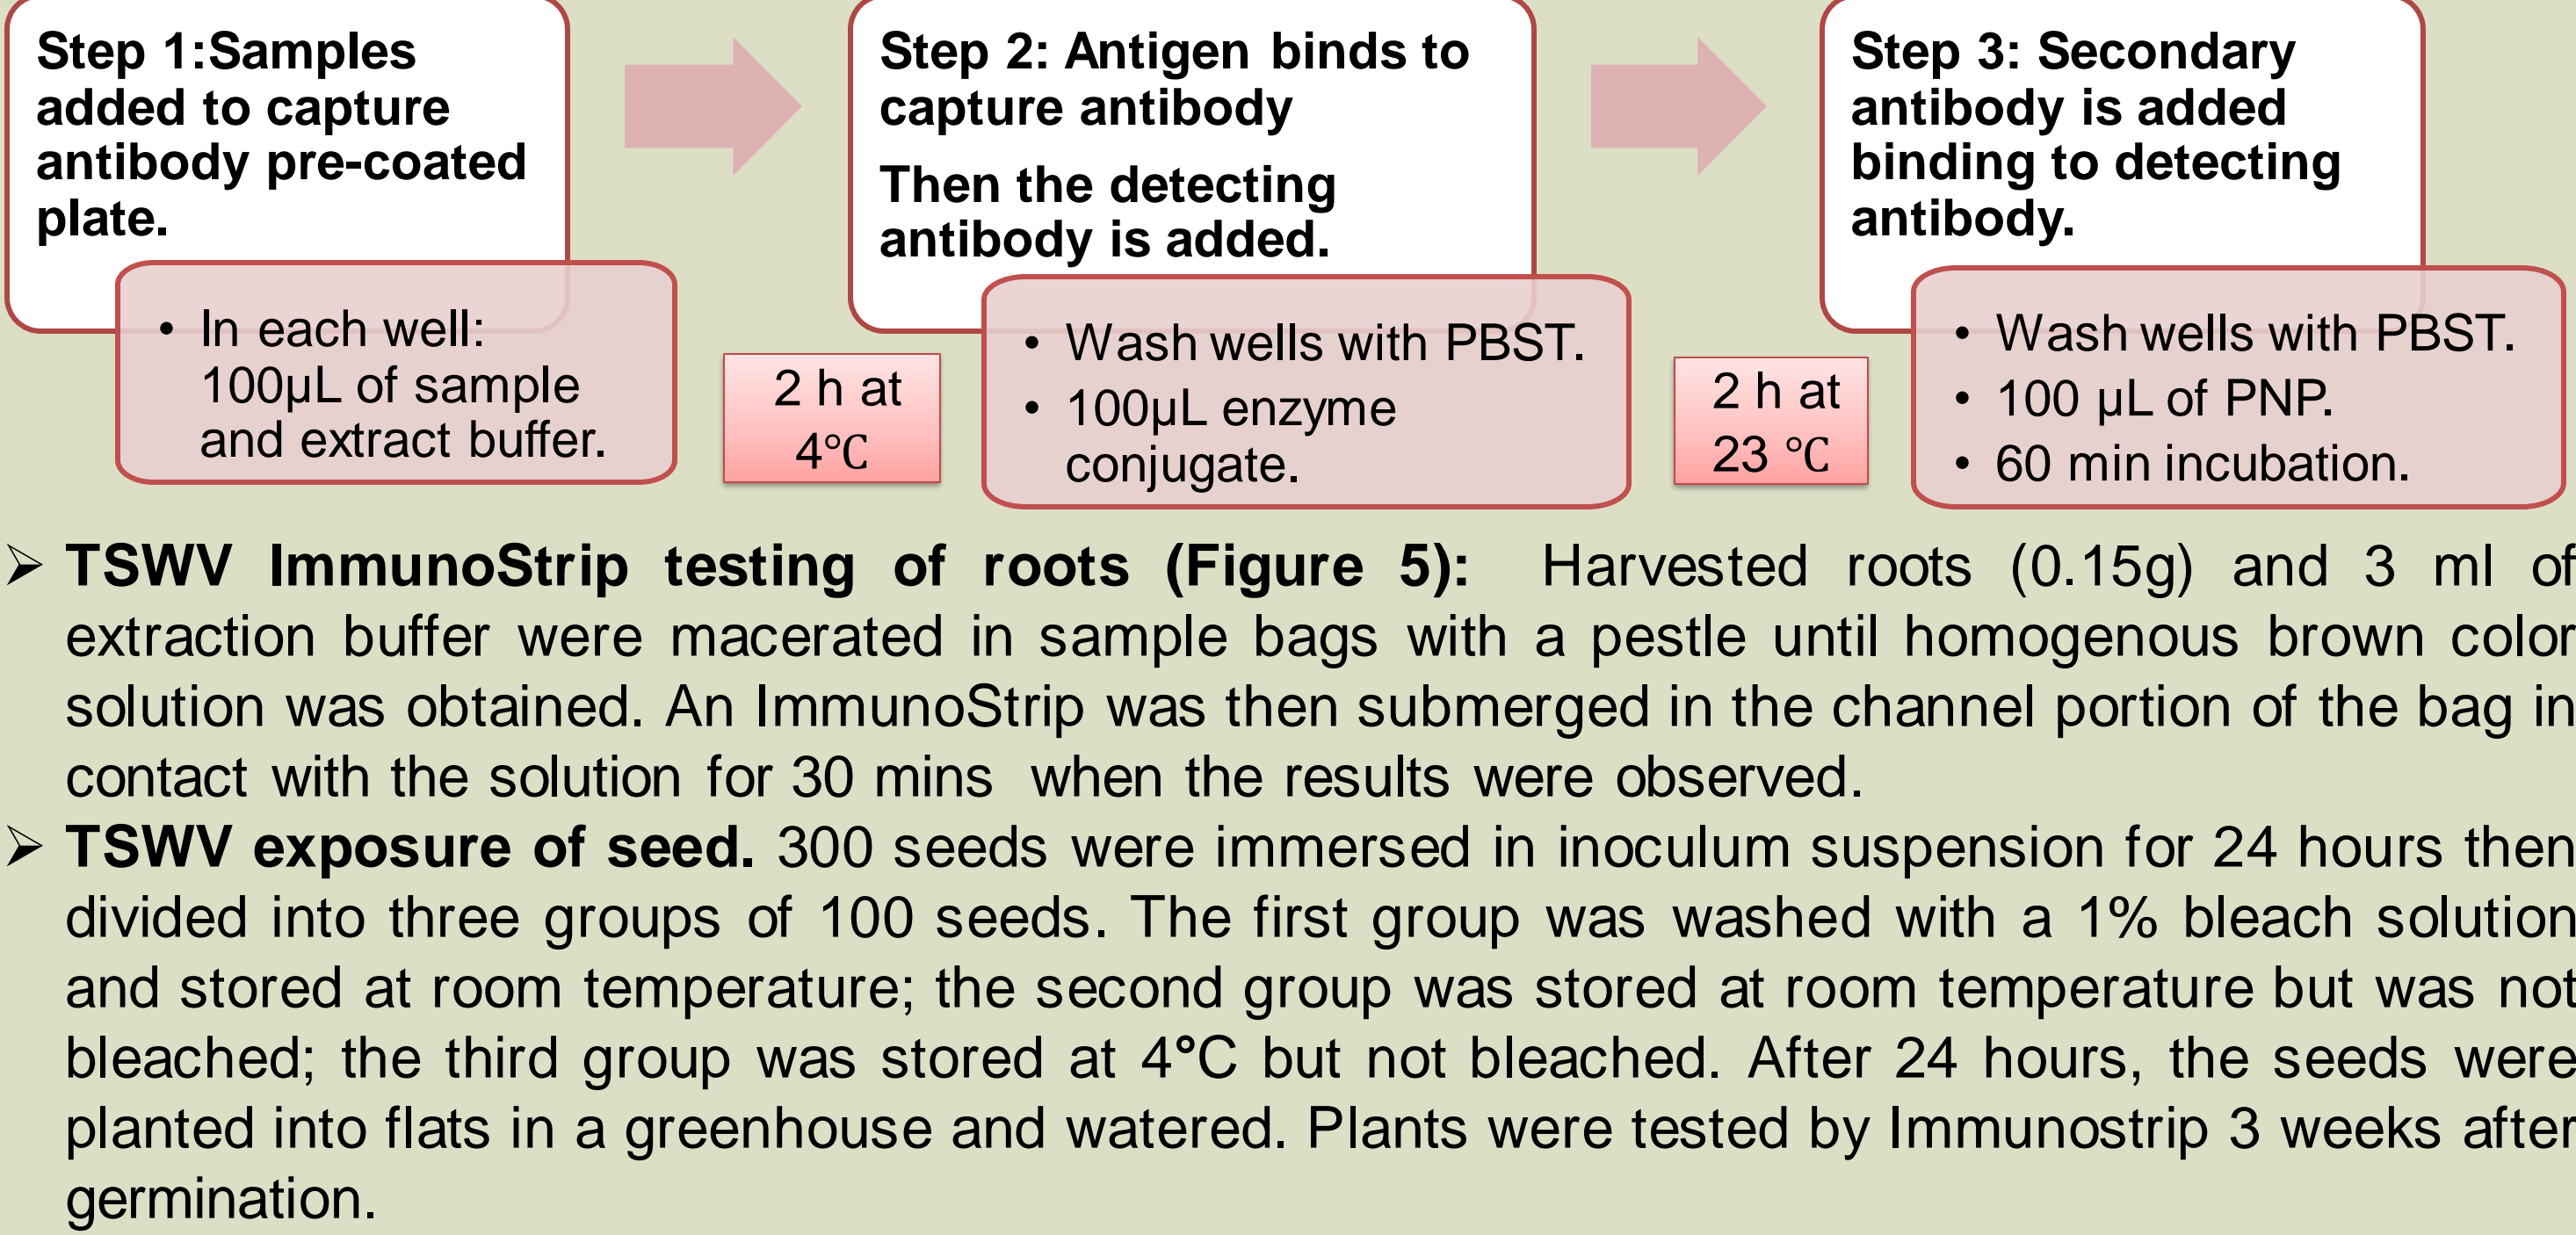 Step 1:Samples
added to capture
antibody pre-coated
plate.
• In each well:
100µL of sample
and extract buffer.
2 h at
4℃
Step 2: Antigen binds to
capture antibody
Then the detecting
antibody is added.
• Wash wells with PBST.
• 100µL enzyme
conjugate.
2 h at
23 ℃
Step 3: Secondary
antibody is added
binding to detecting
antibody.
• Wash wells with PBST.
• 100 µL of PNP.
• 60 min incubation.
➢ TSWV ImmunoStrip testing of roots (Figure 5): Harvested roots (0.15g) and 3 ml of
extraction buffer were macerated in sample bags with a pestle until homogenous brown color
solution was obtained. An ImmunoStrip was then submerged in the channel portion of the bag in
contact with the solution for 30 mins when the results were observed.
➢ TSWV exposure of seed. 300 seeds were immersed in inoculum suspension for 24 hours then
divided into three groups of 100 seeds. The first group was washed with a 1% bleach solution
and stored at room temperature; the second group was stored at room temperature but was not
bleached; the third group was stored at 4°C but not bleached. After 24 hours, the seeds were
planted into flats in a greenhouse and watered. Plants were tested by Immunostrip 3 weeks after
germination.